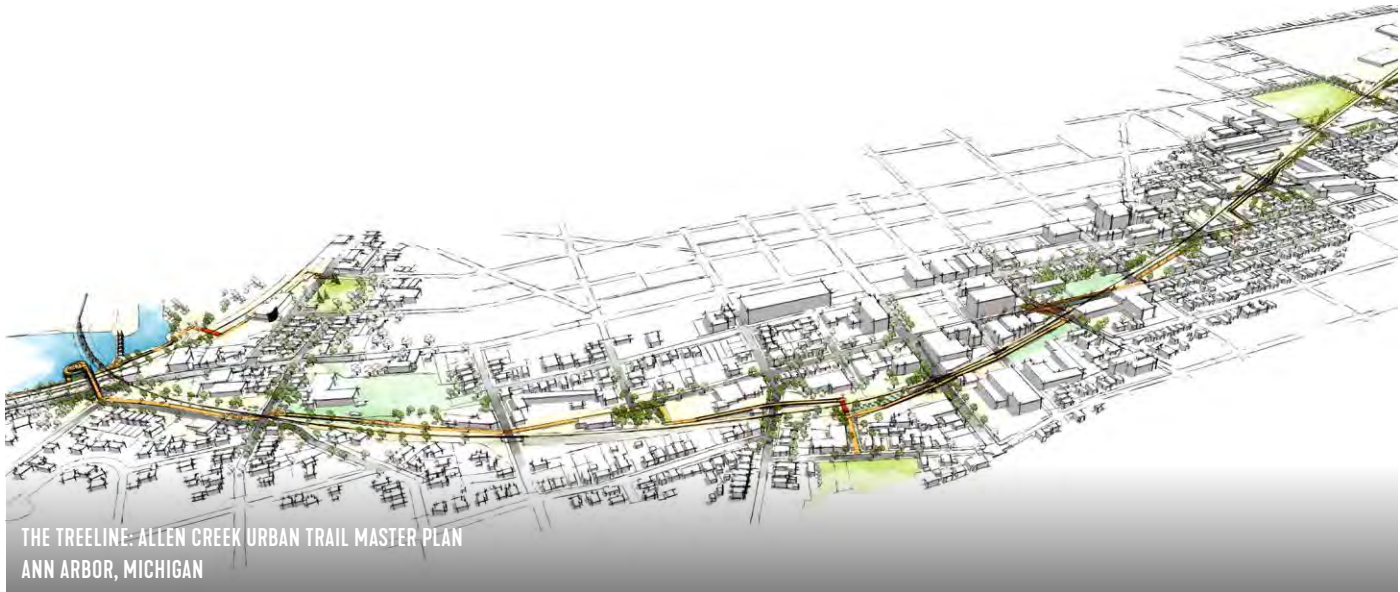 THE TREELINE: ALLEN CREEK URBAN TRAIL MASTER PLAN
ANN ARBOR, MICHIGAN